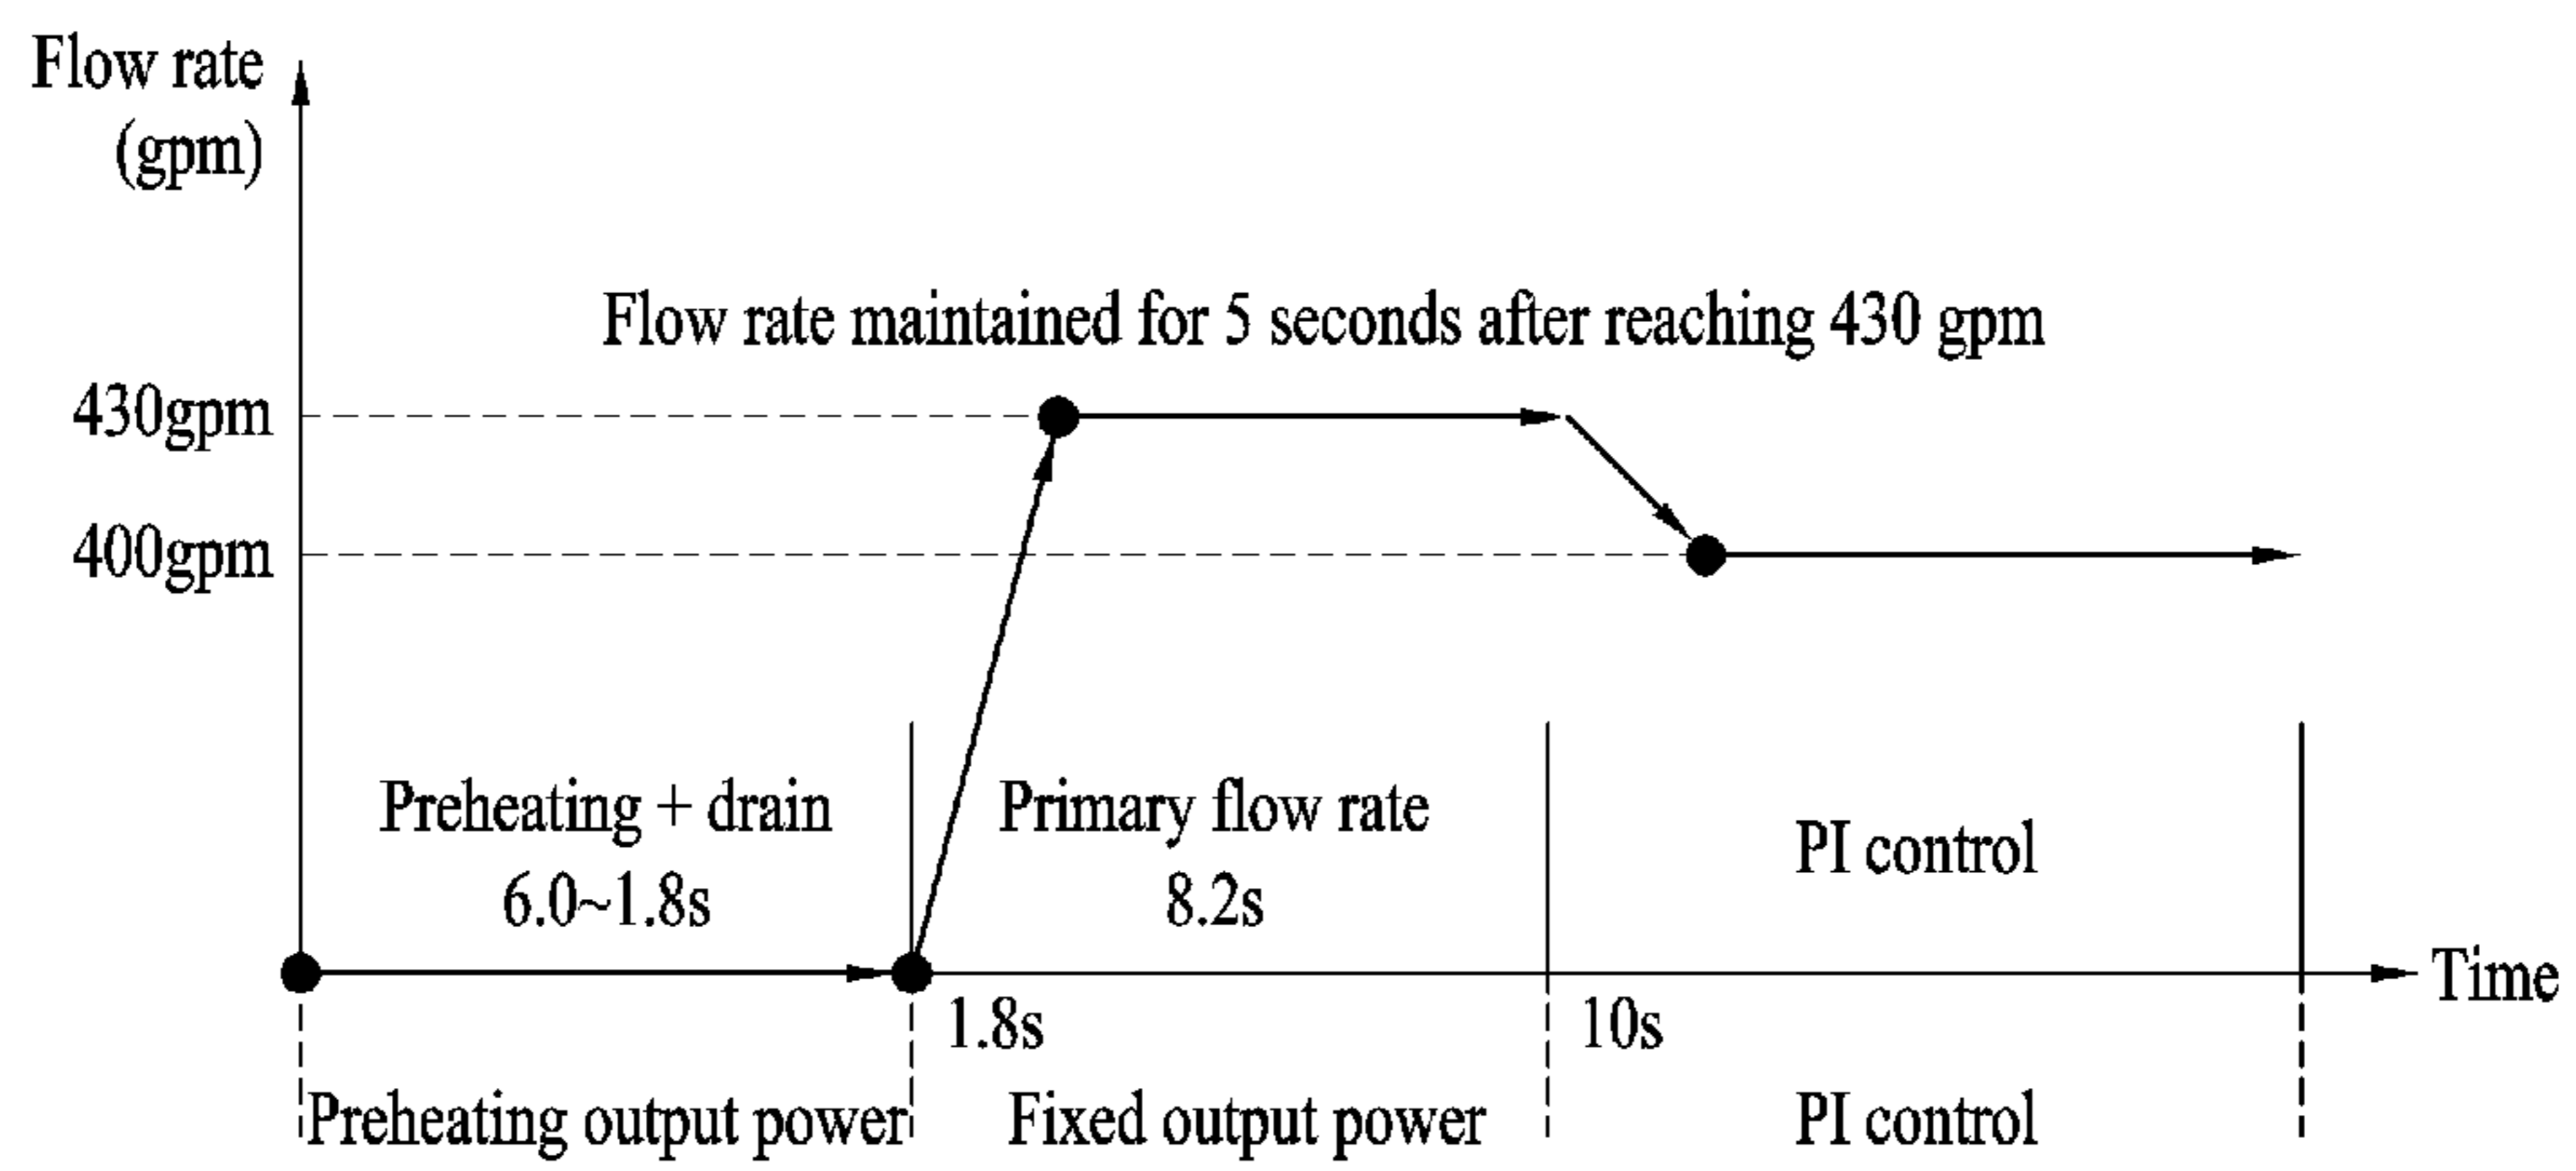 Flow rate
(gpm)
Flow rate maintained for 5 seconds after reaching 430 gpm
430gpm
400gpm
Preheating + drain
6.0~1.8s
Primary flow rate
8.2s
PI control
Time
1.8s
10s
Preheating output power
Fixed output power
PI control